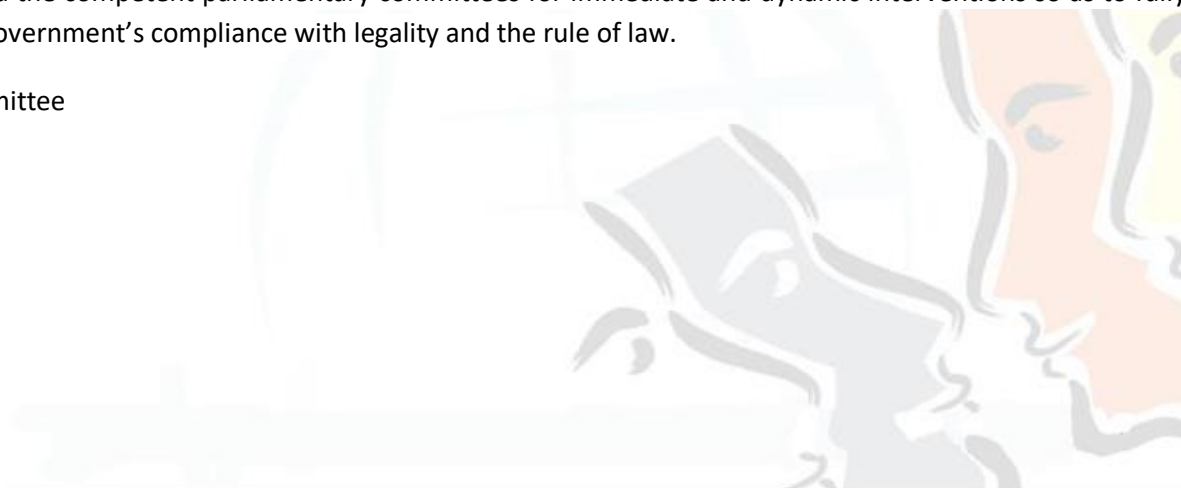 the competent parliamentary committees for immediate and dynamic interventions so as to fully
overnment’s compliance with legality and the rule of law.
mittee